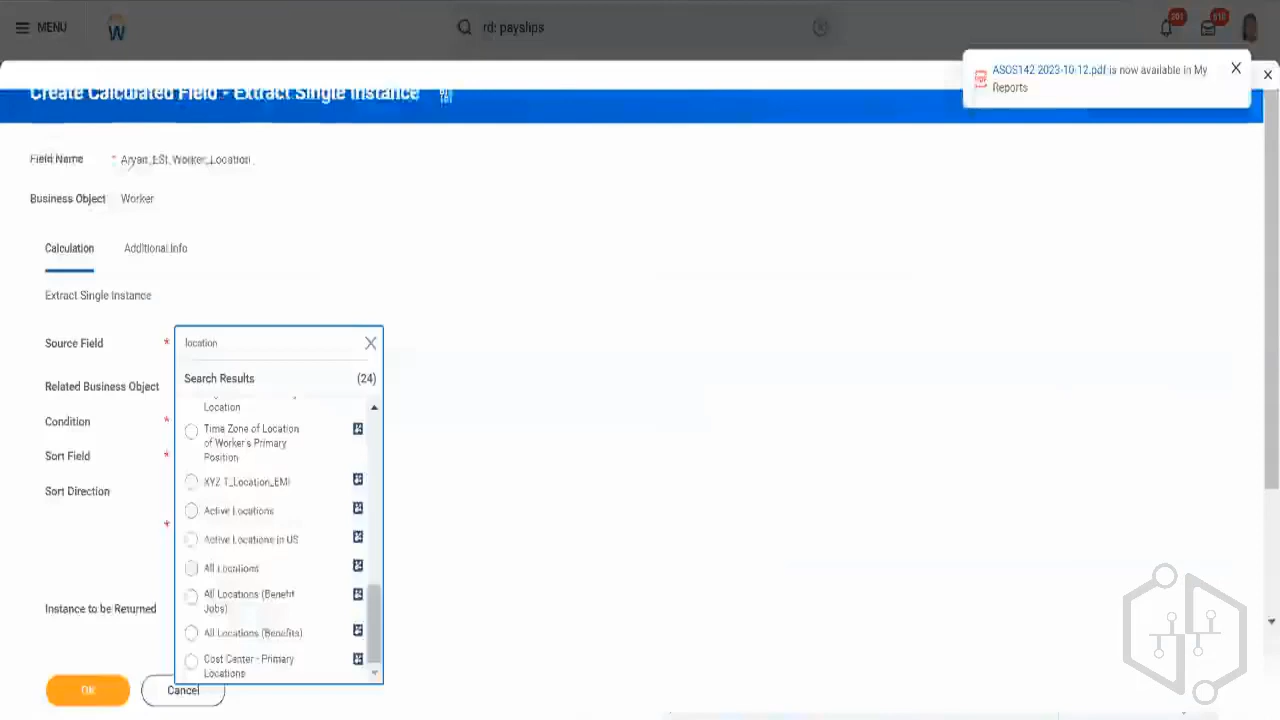 MENU
rd: payslips
201
810
ASOS142 2023-10-12.pdf is now available in My
Reports
Create Calculated Field - Extract Single Instance
Field Name * Aryan_ESI_Worker_Location
Business Object Worker
Calculation Additional Info
Extract Single Instance
Source Field * location
Search Results (24)
Related Business Object
Location
Condition *
Time Zone of Location
of Worker's Primary
Position
Sort Field *
XYZ T_Location_EMI
Sort Direction
Active Locations
*
Active Locations in US
All Locations
All Locations (Benefit
Jobs)
Instance to be Returned
All Locations (Benefits)
Cost Center - Primary
Locations
OK Cancel